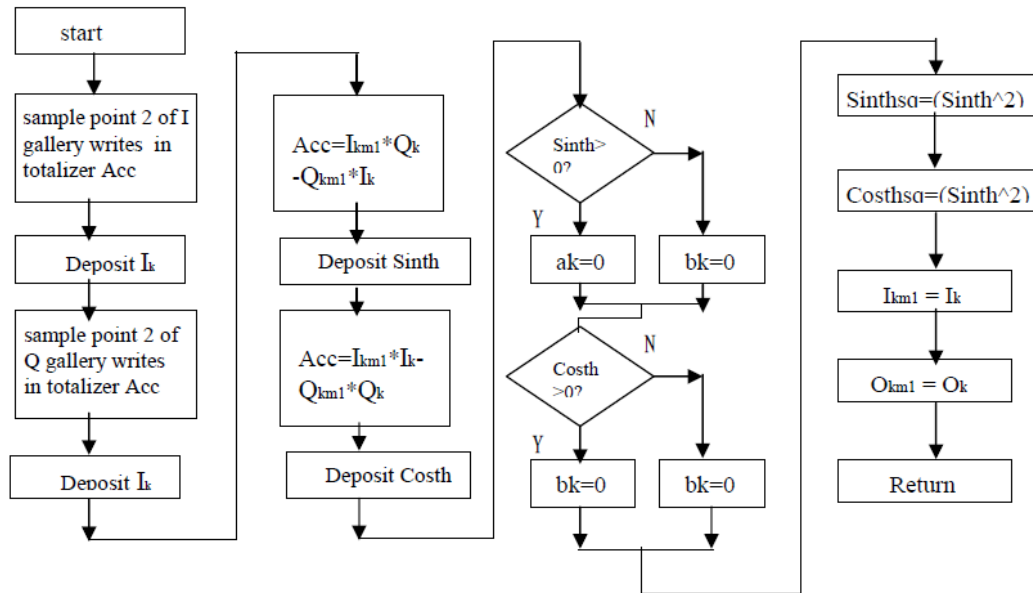 start
sample point 2 of I
gallery writes in
totalizer Acc
Deposit Ik
sample point 2 of
Q gallery writes
in totalizer Acc
Deposit Ik
Acc=Ikm1*Qk
-Qkm1*Ik
Deposit Sinth
Acc=Ikm1*Ik-
Qkm1*Qk
Deposit Costh
Sinth>
0?
N
Y
ak=0
bk=0
Costh
>0?
N
Y
bk=0
bk=0
Sinthsq=(Sinth^2)
Costhsq=(Sinth^2)
Ikm1 = Ik
Qkm1 = Qk
Return